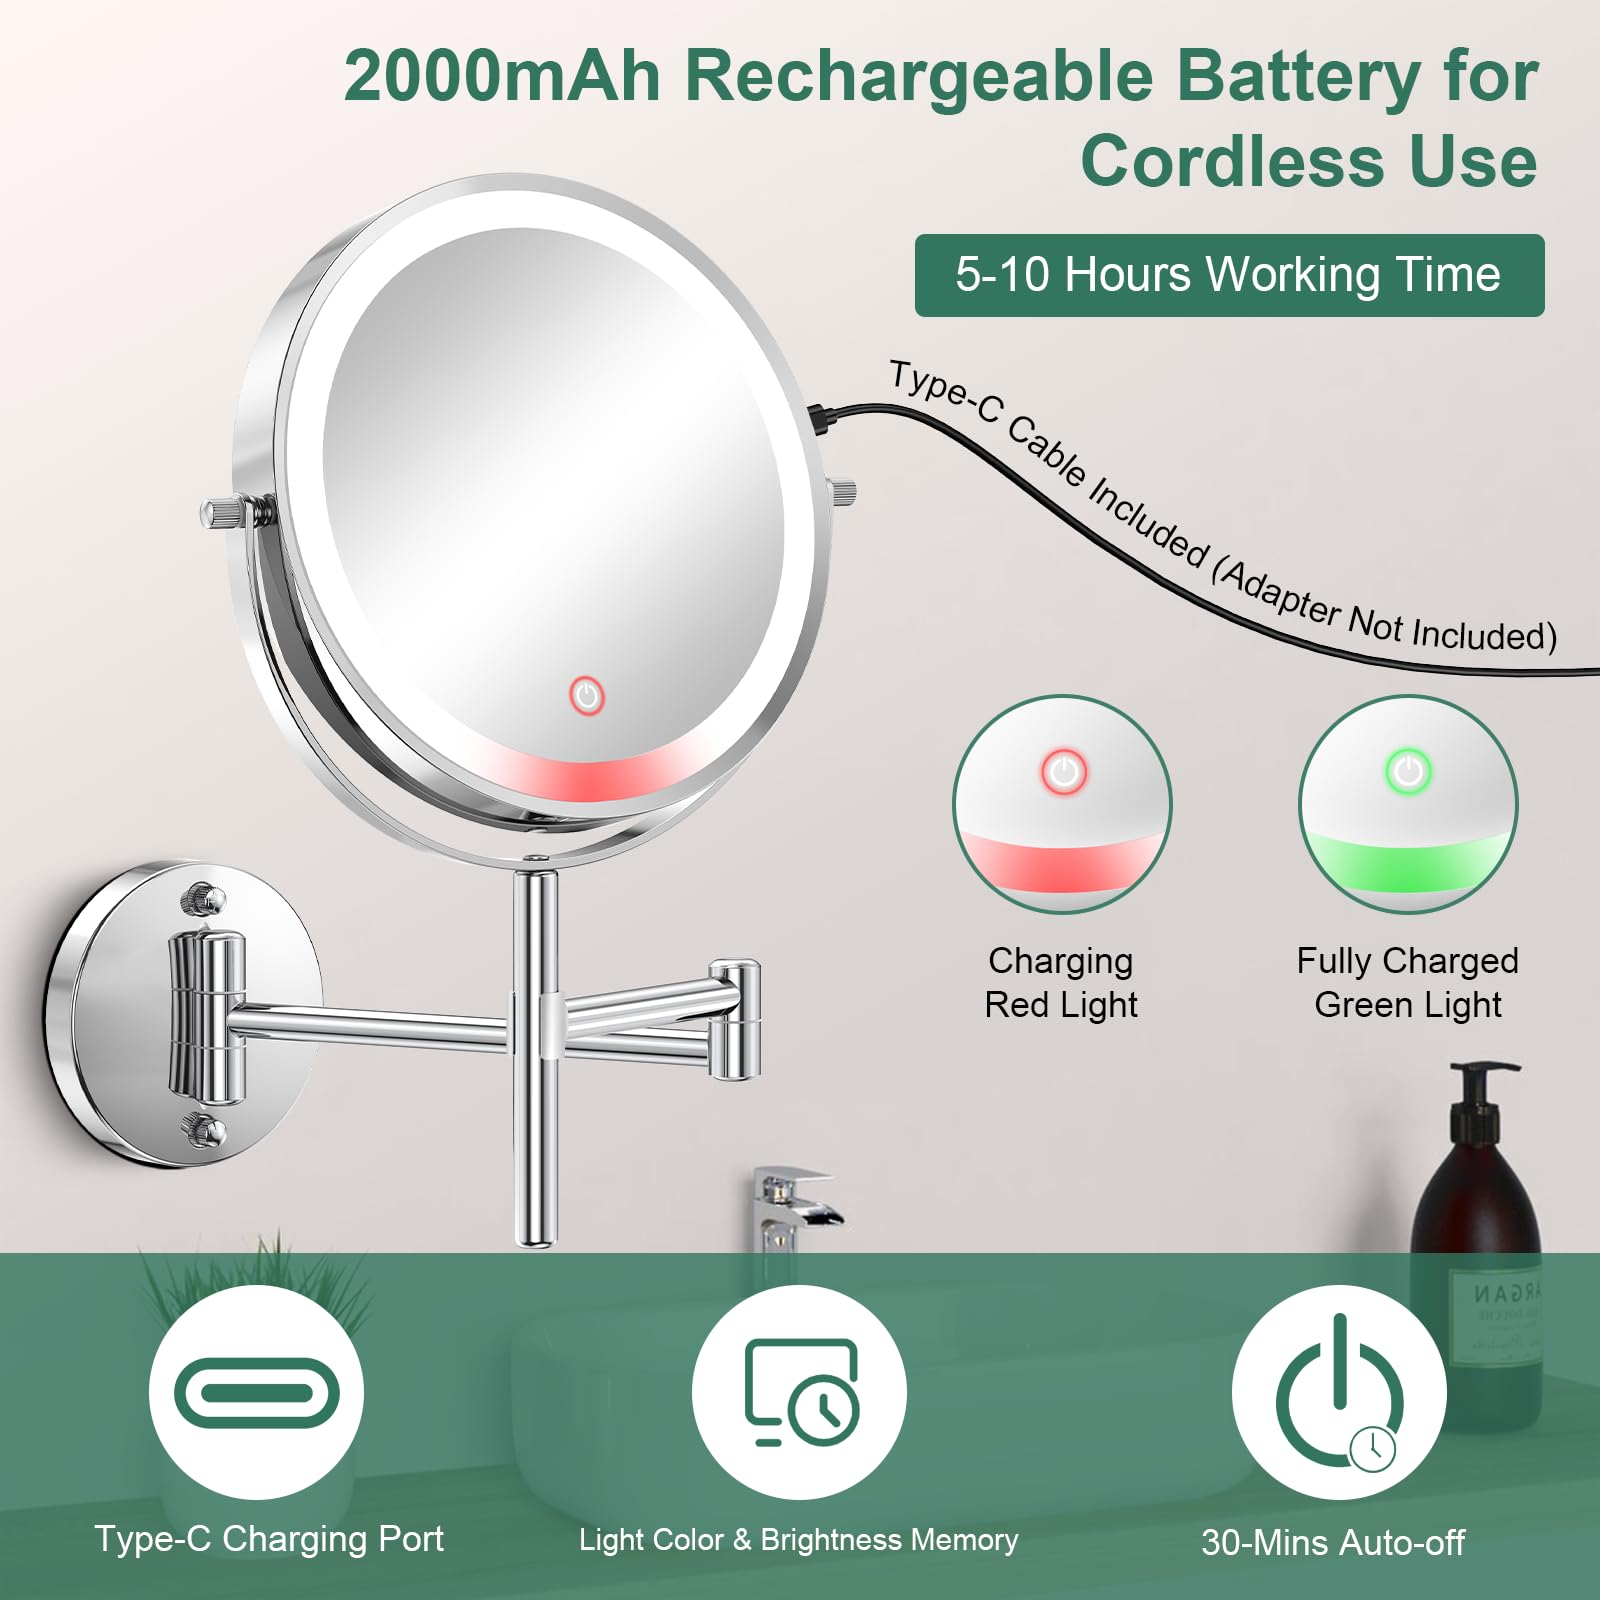 2000mAh Rechargeable Battery for
Cordless Use
5-10 Hours Working Time
Type-C Cable Included (Adapter Not Included)
Charging
Red Light
Fully Charged
Green Light
Type-C Charging Port
Light Color & Brightness Memory
30-Mins Auto-off